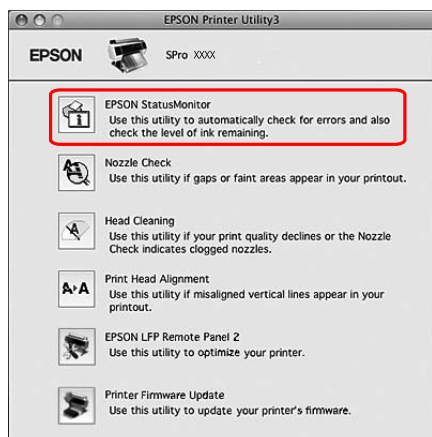 EPSON Printer Utility3
EPSON
SPro XXXX
EPSON StatusMonitor
Use this utility to automatically check for errors and also
check the level of ink remaining.
Nozzle Check
Use this utility if gaps or faint areas appear in your printout.
Head Cleaning
Use this utility if your print quality declines or the Nozzle
Check indicates clogged nozzles.
A▸A
Print Head Alignment
Use this utility if misaligned vertical lines appear in your
printout.
EPSON LFP Remote Panel 2
Use this utility to optimize your printer.
Printer Firmware Update
Use this utility to update your printer's firmware.